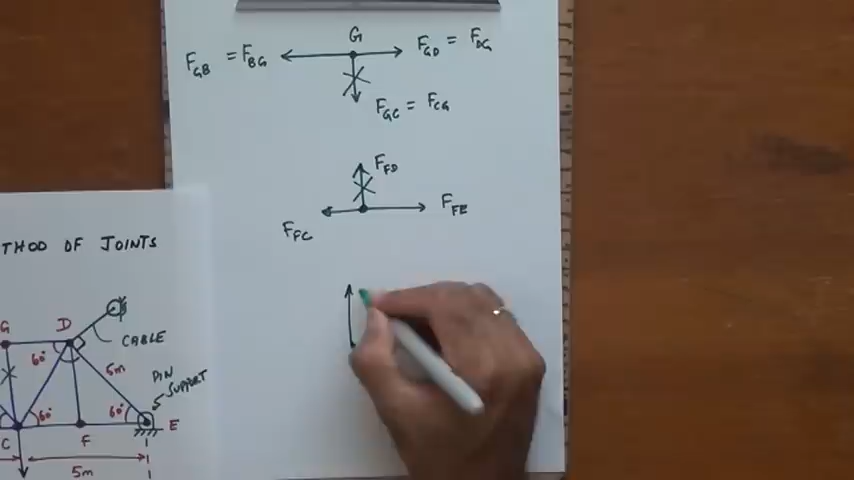 G
F_GB = F_BG
F_GD = F_DG
F_GC = F_CG
F_FD
F_FC
F_FE
THOD OF JOINTS
G
D
CABLE
60°
5m
PIN
SUPPORT
60°
60°
E
C
F
5m